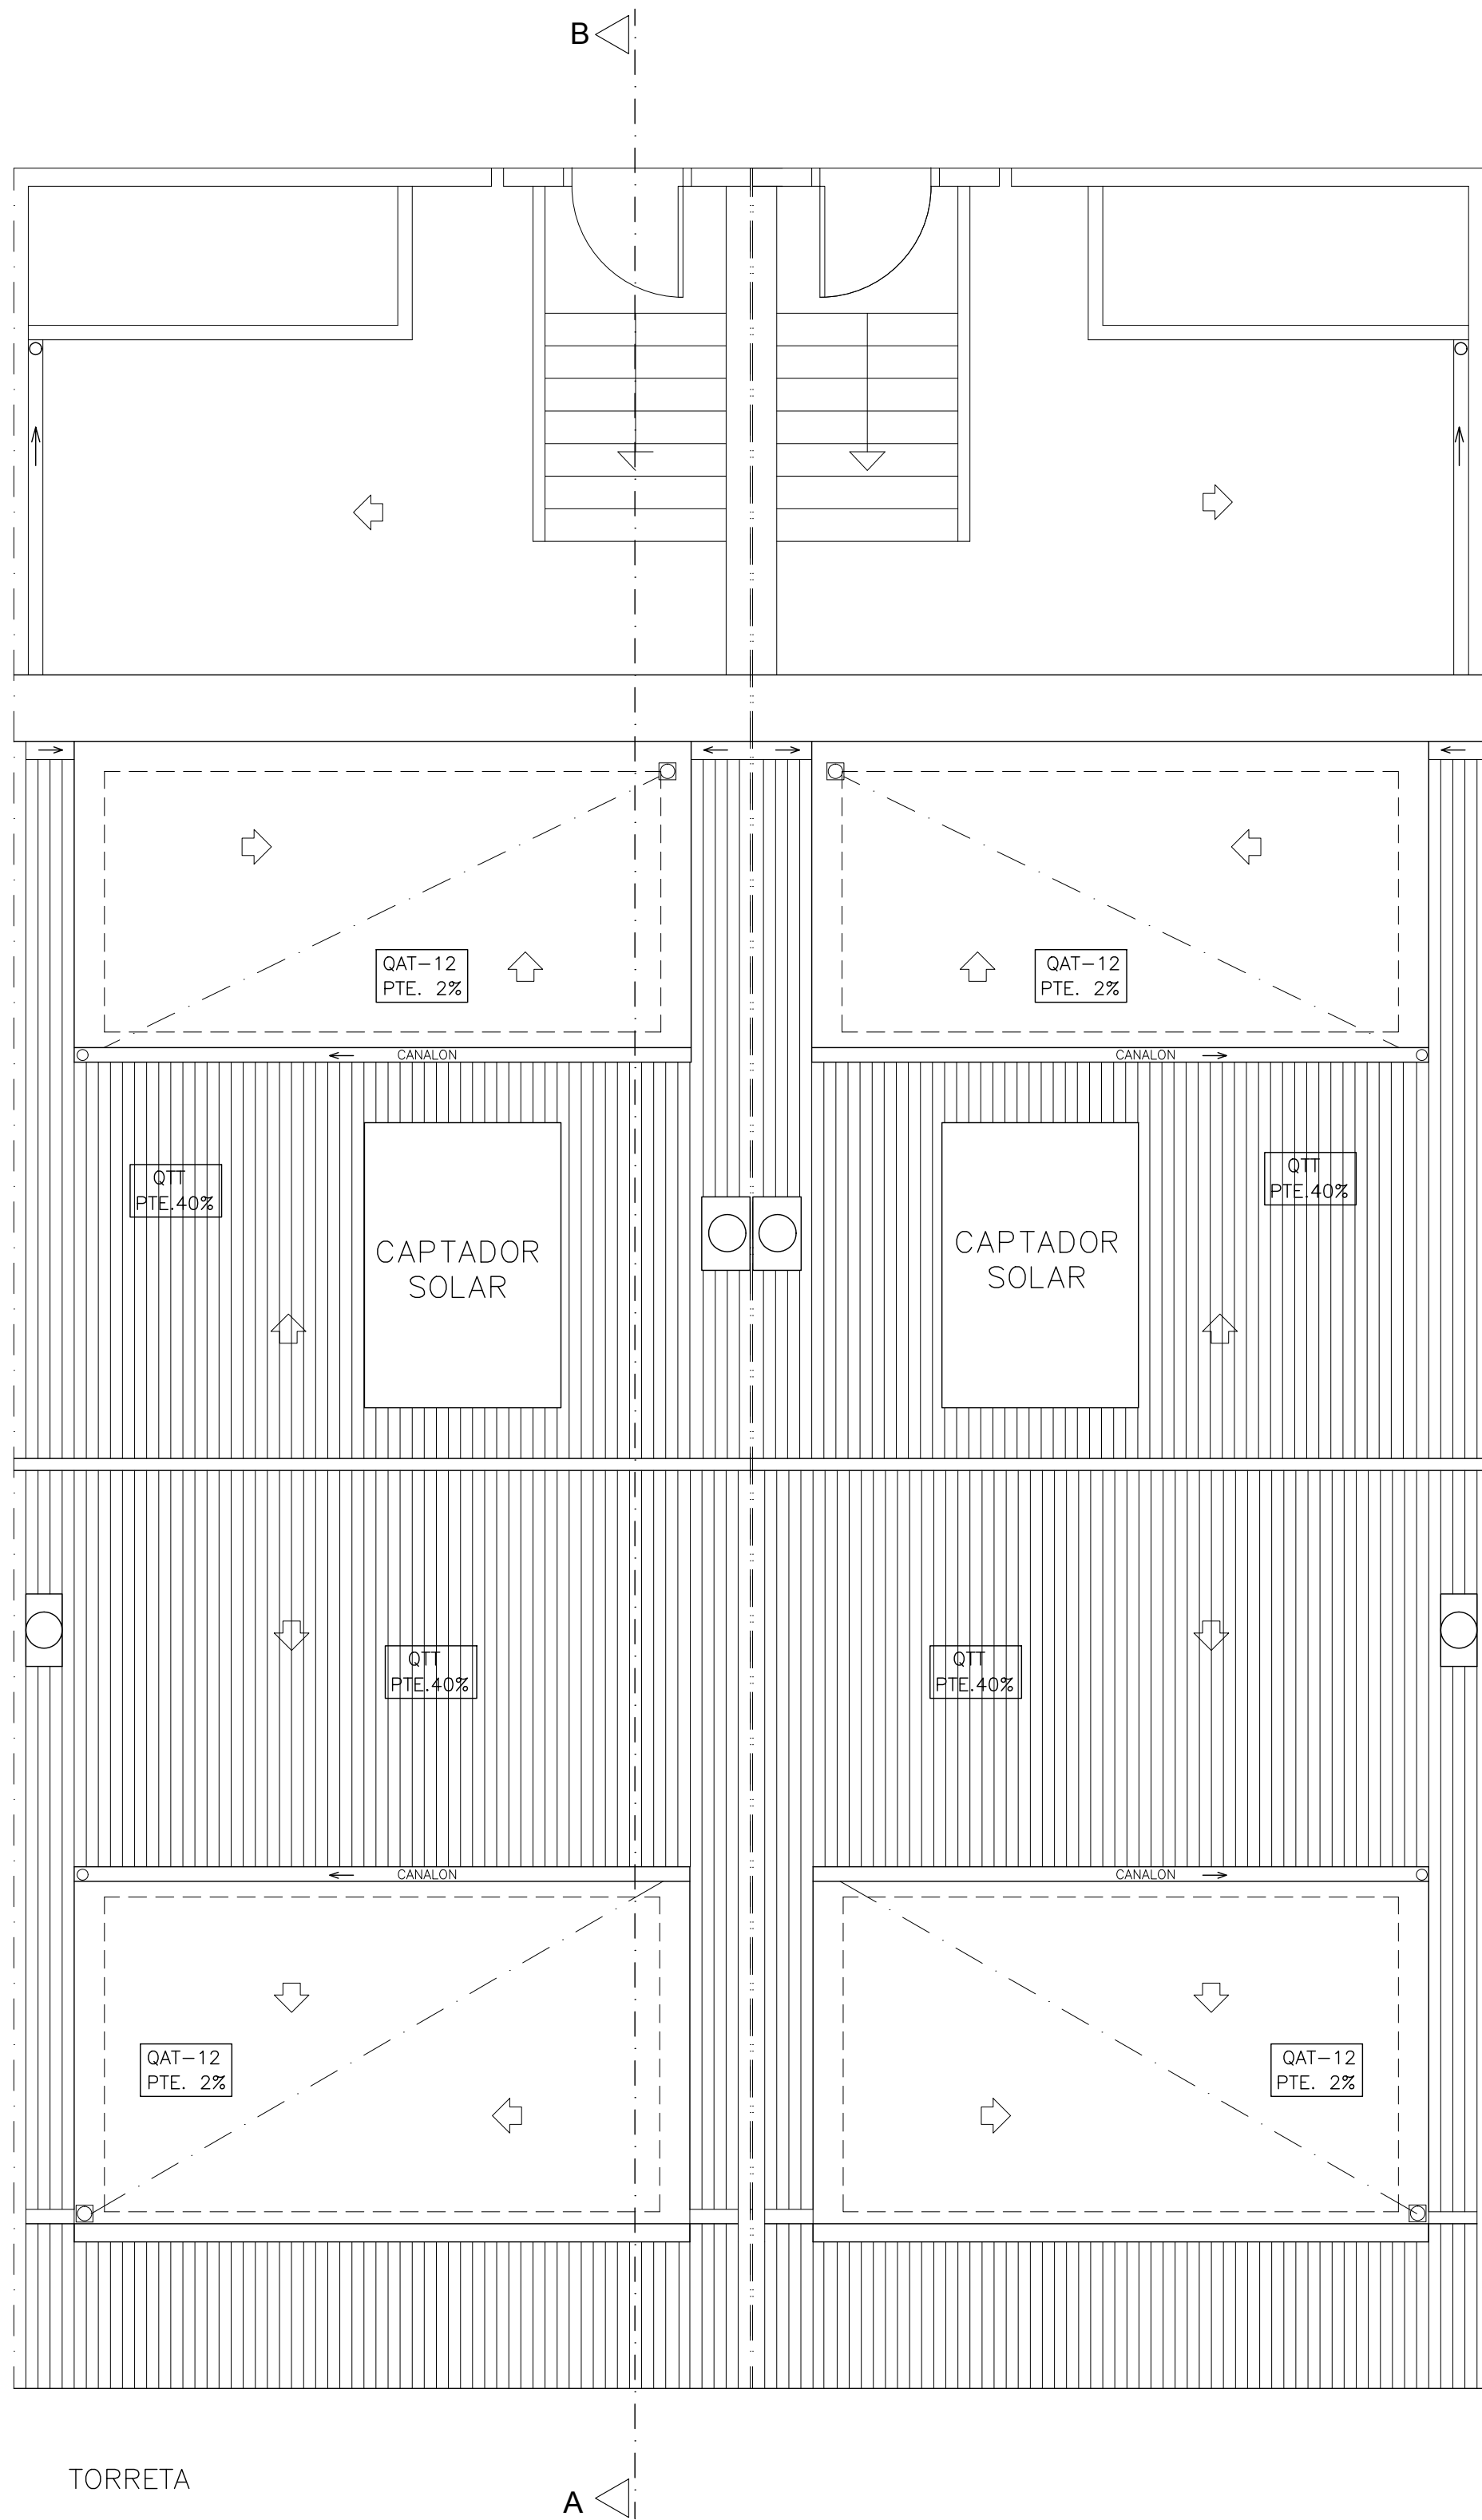 B
QAT-12
PTE. 2%
QAT-12
PTE. 2%
CANALON
CANALON
QTT
PTE.40%
QTT
PTE.40%
CAPTADOR
SOLAR
CAPTADOR
SOLAR
QTT
PTE.40%
QTT
PTE.40%
CANALON
CANALON
QAT-12
PTE. 2%
QAT-12
PTE. 2%
TORRETA
A